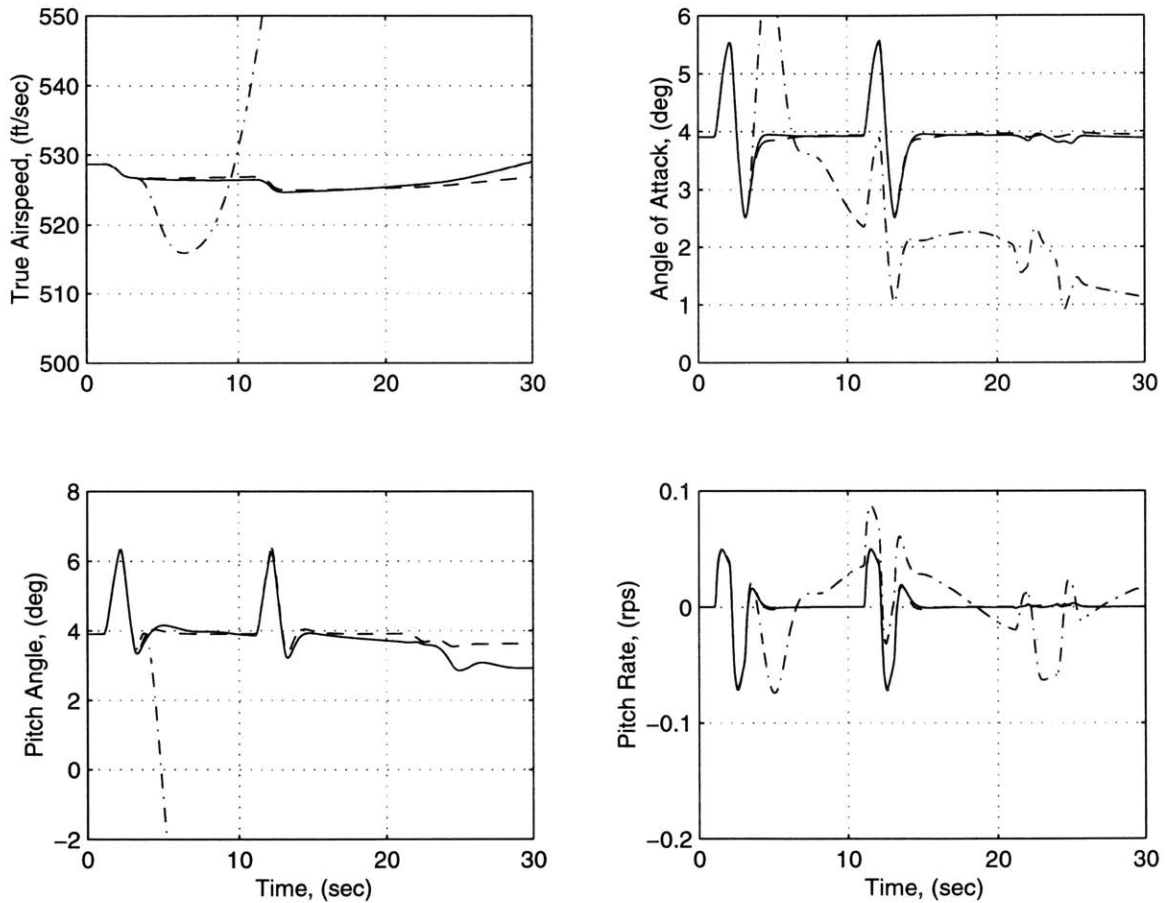 550
540
530
520
510
500
True Airspeed, (ft/sec)
0 10 20 30
6
5
4
3
2
1
0
Angle of Attack, (deg)
0 10 20 30
8
6
4
2
0
−2
Pitch Angle, (deg)
0 10 20 30
Time, (sec)
0.1
0
−0.1
−0.2
Pitch Rate, (rps)
0 10 20 30
Time, (sec)